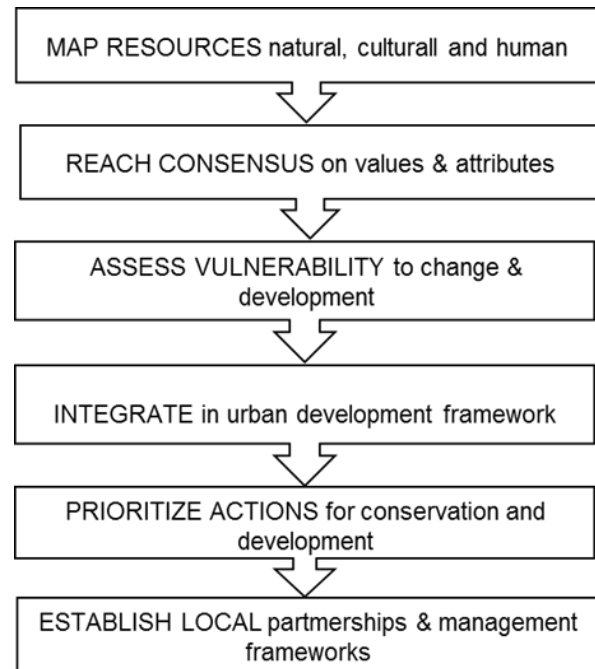 MAP RESOURCES natural, culturall and human
REACH CONSENSUS on values & attributes
ASSESS VULNERABILITY to change &
development
INTEGRATE in urban development framework
PRIORITIZE ACTIONS for conservation and
development
ESTABLISH LOCAL partmerships & management
frameworks